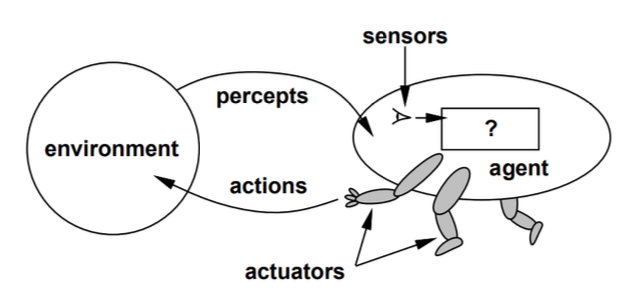 sensors
percepts
?
environment
agent
actions
actuators